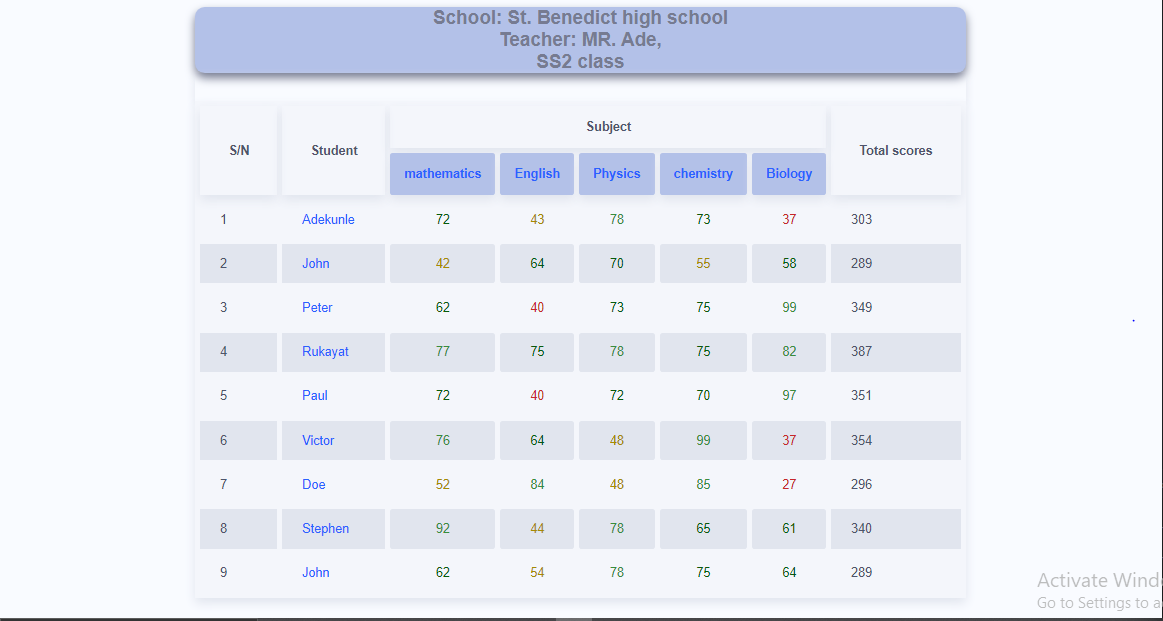 School: St. Benedict high school
Teacher: MR. Ade,
SS2 class
S/N Student Subject Total scores
mathematics English Physics chemistry Biology
1 Adekunle 72 43 78 73 37 303
2 John 42 64 70 55 58 289
3 Peter 62 40 73 75 99 349
4 Rukayat 77 75 78 75 82 387
5 Paul 72 40 72 70 97 351
6 Victor 76 64 48 99 37 354
7 Doe 52 84 48 85 27 296
8 Stephen 92 44 78 65 61 340
9 John 62 54 78 75 64 289
Activate Wind
Go to Settings to a